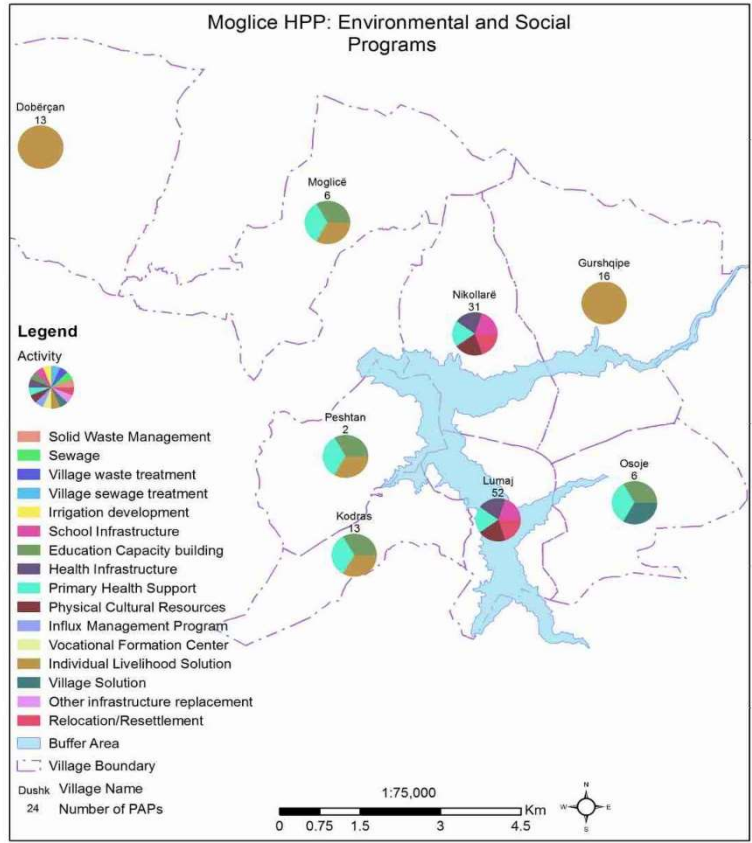 Moglice HPP: Environmental and Social
Programs
Dobërçan
13
Moglicë
6
Gurshqipe
16
Nikollarë
31
Peshtan
2
Lumaj
52
Osoje
6
Kodras
13
Legend
Activity
Solid Waste Management
Sewage
Village waste treatment
Village sewage treatment
Irrigation development
School Infrastructure
Education Capacity building
Health Infrastructure
Primary Health Support
Physical Cultural Resources
Influx Management Program
Vocational Formation Center
Individual Livelihood Solution
Village Solution
Other infrastructure replacement
Relocation/Resettlement
Buffer Area
Village Boundary
Dushk Village Name
24 Number of PAPs
1:75,000
Km
0 0.75 1.5 3 4.5
N
W E
S